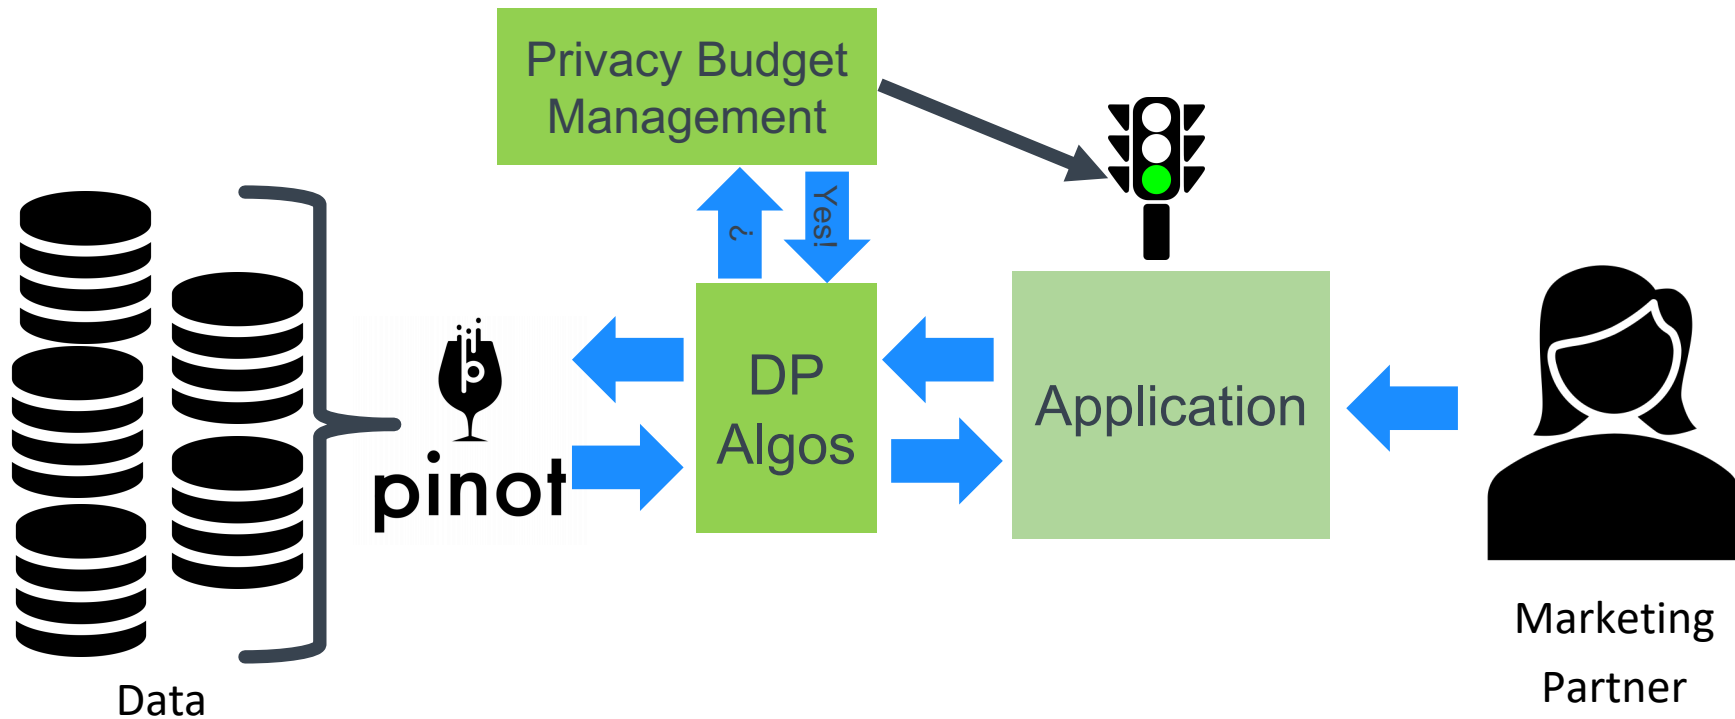 Privacy Budget
Management
?
Yes!
pinot
DP
Algos
Application
Marketing
Partner
Data